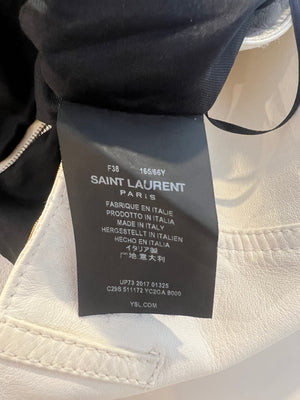 F36 165/66Y
SAINT LAURENT
PARIS
FABRIQUE EN ITALIE
PRODOTTO IN ITALIA
MADE IN ITALY
HERGESTELLT IN ITALIEN
HECHO EN ITALIA
イタリア製
产地 意大利
UP73 2017 01325
C29S 511172 YC2OA 9000
YSL.COM